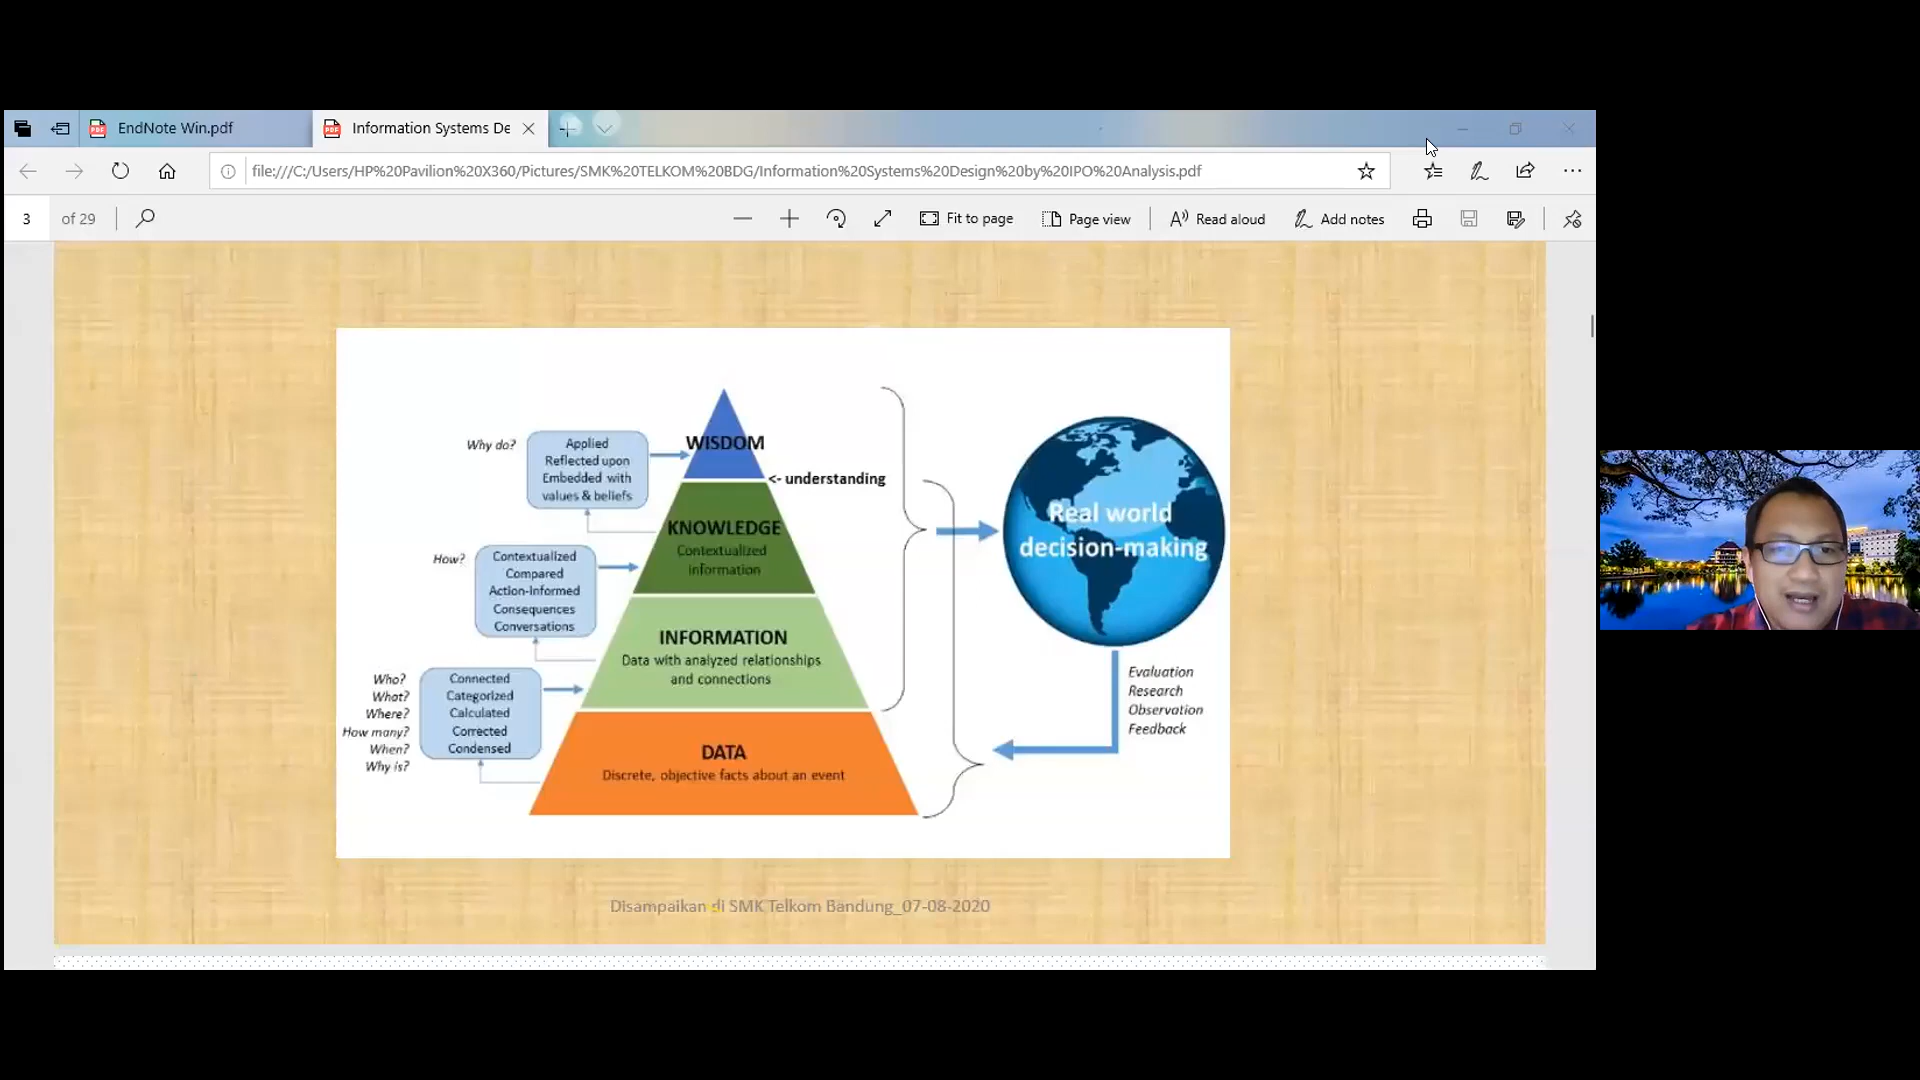 EndNote Win.pdf
Information Systems De
file:///C:/Users/HP%20Pavilion%20X360/Pictures/SMK%20TELKOM%20BDG/Information%20Systems%20Design%20by%20IPO%20Analysis.pdf
3 of 29
Fit to page
Page view
Read aloud
Add notes
Why do?
Applied
Reflected upon
Embedded with
values & beliefs
WISDOM
<- understanding
How?
Contextualized
Compared
Action-Informed
Consequences
Conversations
KNOWLEDGE
Contextualized
information
Who?
What?
Where?
How many?
When?
Why is?
Connected
Categorized
Calculated
Corrected
Condensed
INFORMATION
Data with analyzed relationships
and connections
DATA
Discrete, objective facts about an event
Real world
decision-making
Evaluation
Research
Observation
Feedback
Disampaikan di SMK Telkom Bandung_07-08-2020